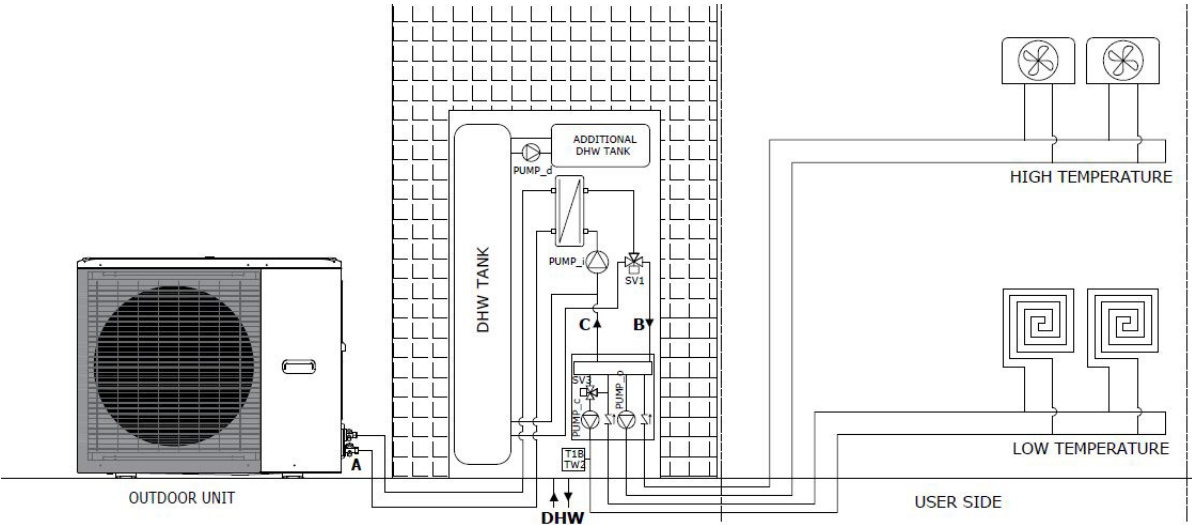 ADDITIONAL
DHW TANK
PUMP_d
HIGH TEMPERATURE
DHW TANK
PUMP_i
SV1
C
B
SV3
PUMP_c
PUMP_o
T1B
TW2
LOW TEMPERATURE
A
OUTDOOR UNIT
DHW
USER SIDE